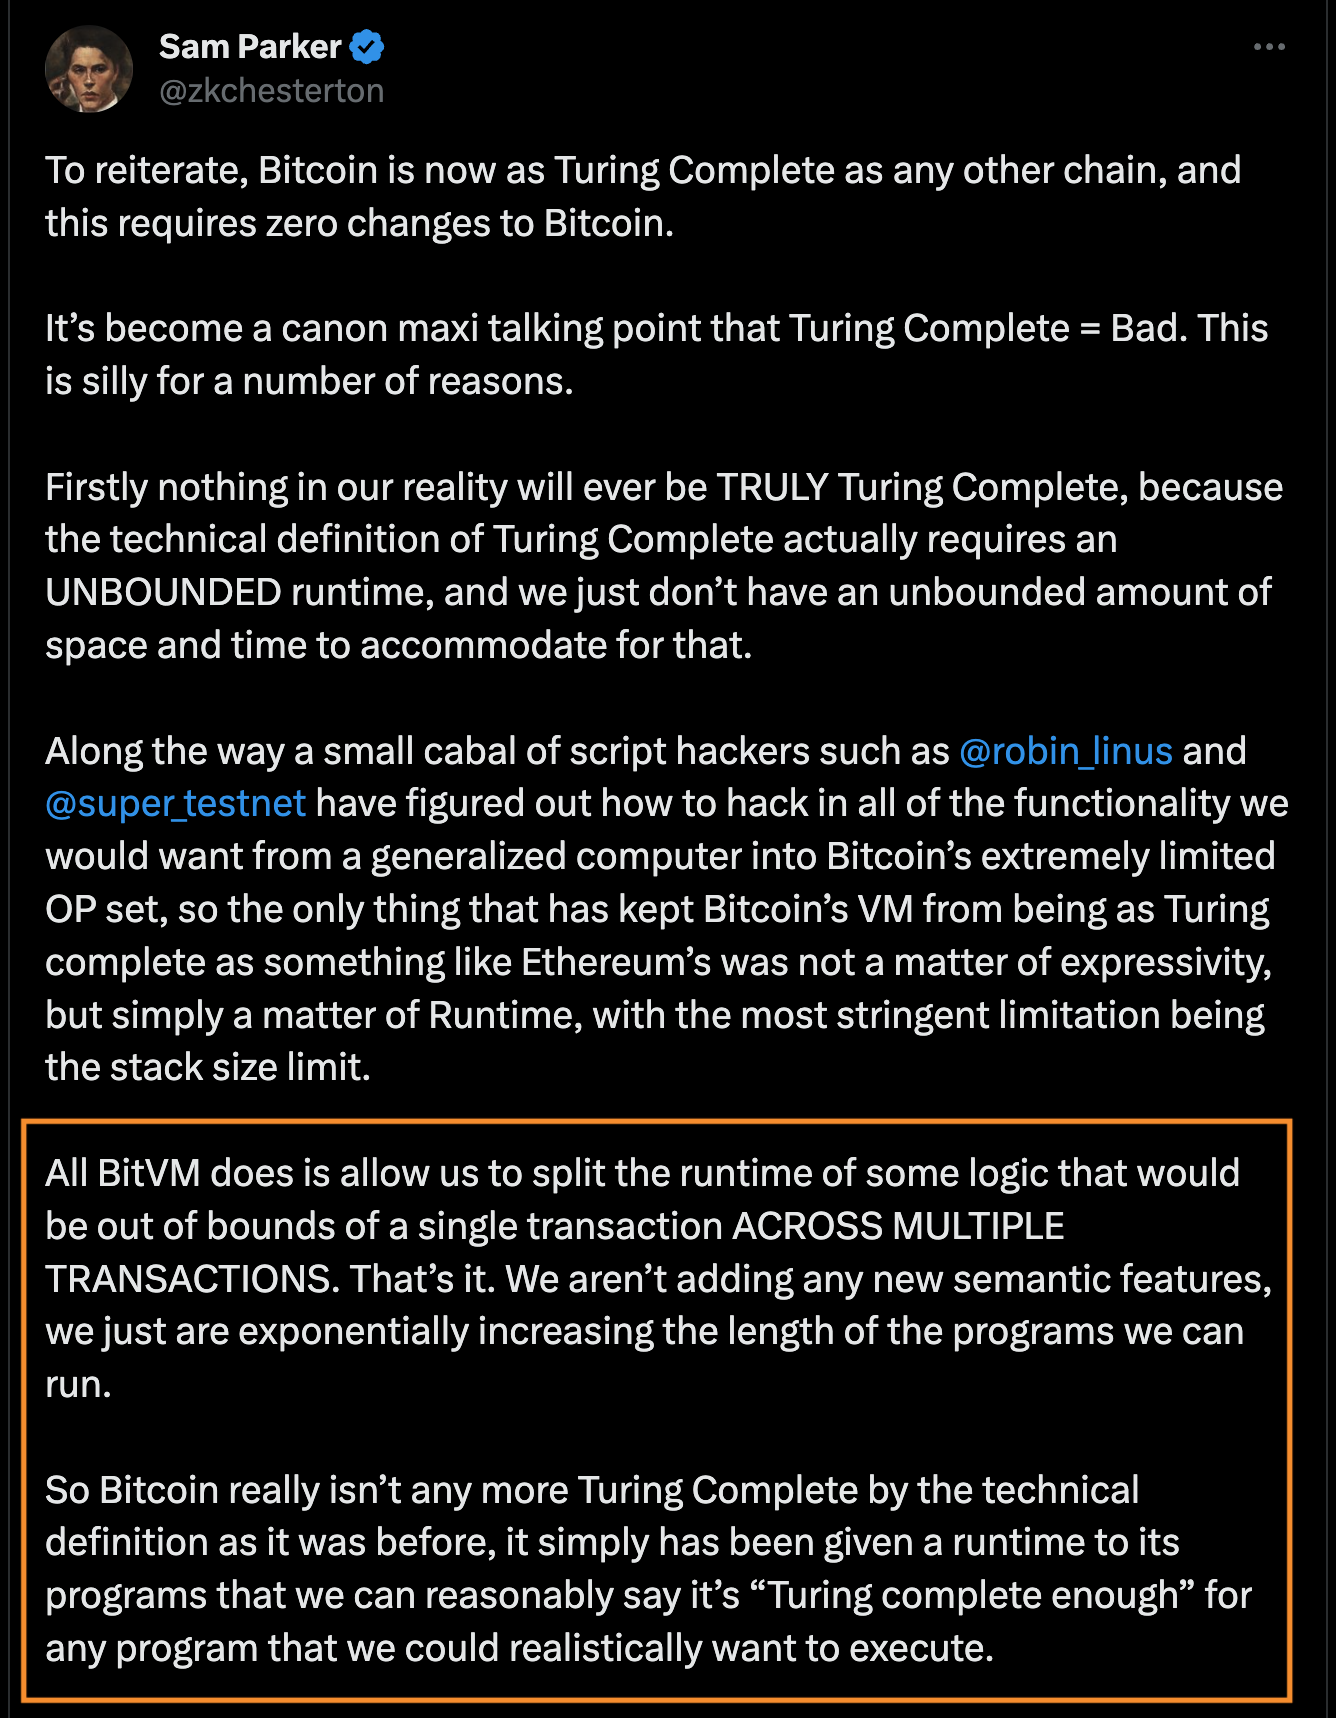 Sam Parker
@zkchesterton
To reiterate, Bitcoin is now as Turing Complete as any other chain, and
this requires zero changes to Bitcoin.
It’s become a canon maxi talking point that Turing Complete = Bad. This
is silly for a number of reasons.
Firstly nothing in our reality will ever be TRULY Turing Complete, because
the technical definition of Turing Complete actually requires an
UNBOUNDED runtime, and we just don’t have an unbounded amount of
space and time to accommodate for that.
Along the way a small cabal of script hackers such as @robin_linus and
@super_testnet have figured out how to hack in all of the functionality we
would want from a generalized computer into Bitcoin’s extremely limited
OP set, so the only thing that has kept Bitcoin’s VM from being as Turing
complete as something like Ethereum’s was not a matter of expressivity,
but simply a matter of Runtime, with the most stringent limitation being
the stack size limit.
All BitVM does is allow us to split the runtime of some logic that would
be out of bounds of a single transaction ACROSS MULTIPLE
TRANSACTIONS. That’s it. We aren’t adding any new semantic features,
we just are exponentially increasing the length of the programs we can
run.
So Bitcoin really isn’t any more Turing Complete by the technical
definition as it was before, it simply has been given a runtime to its
programs that we can reasonably say it’s “Turing complete enough” for
any program that we could realistically want to execute.